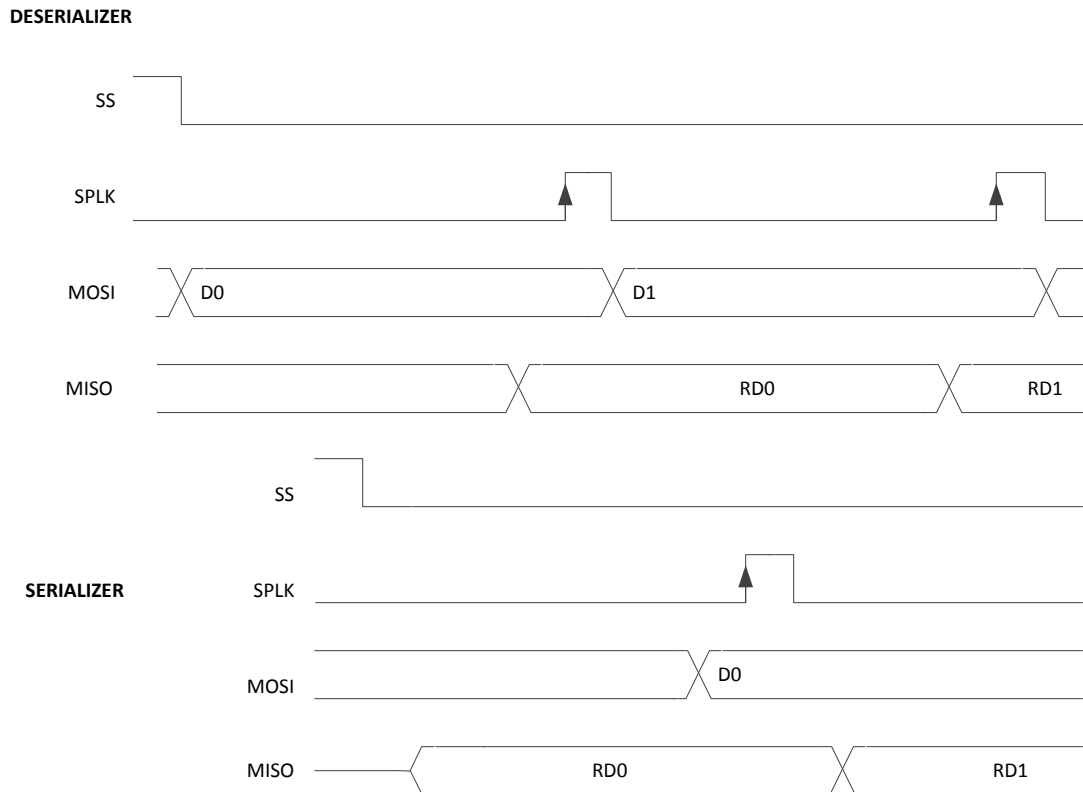 DESERIALIZER
SS
SPLK
MOSI D0 D1
MISO RD0 RD1
SS
SERIALIZER SPLK
MOSI D0
MISO RD0 RD1